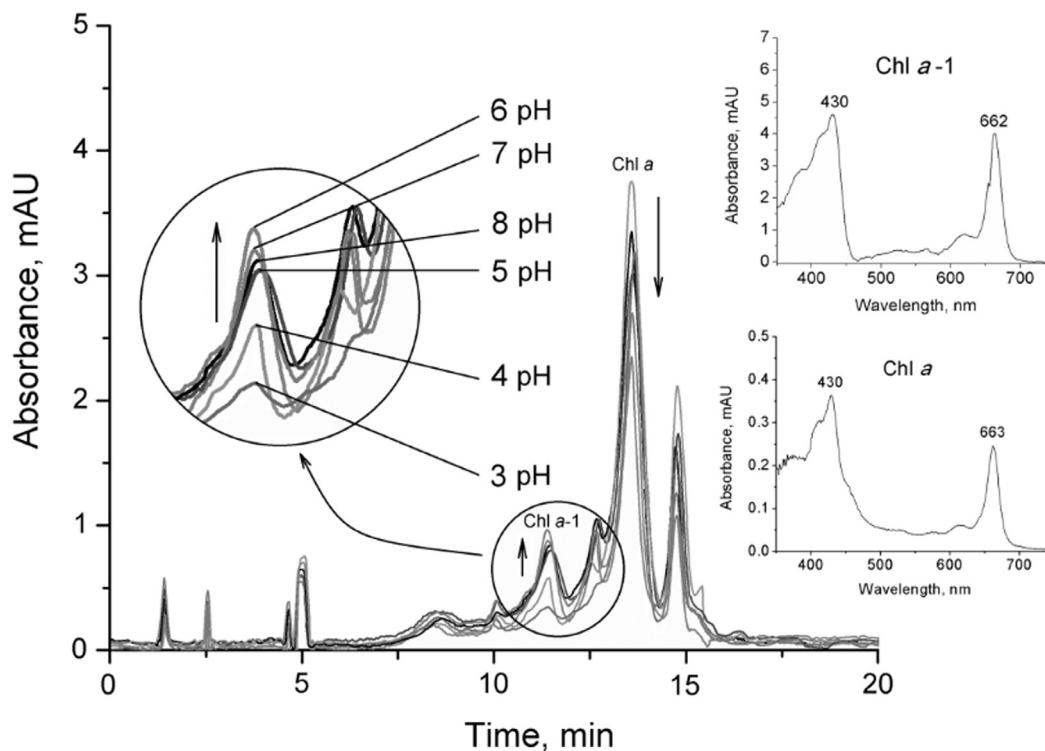 5
4
3
2
1
0
Absorbance, mAU
0
5
10
15
20
Time, min
6 pH
7 pH
8 pH
5 pH
4 pH
3 pH
Chl a-1
Chl a
7
6
5
4
3
2
1
0
Absorbance, mAU
Chl a -1
430
662
400
500
600
700
Wavelength, nm
0.5
0.4
0.3
0.2
0.1
0.0
Absorbance, mAU
Chl a
430
663
400
500
600
700
Wavelength, nm